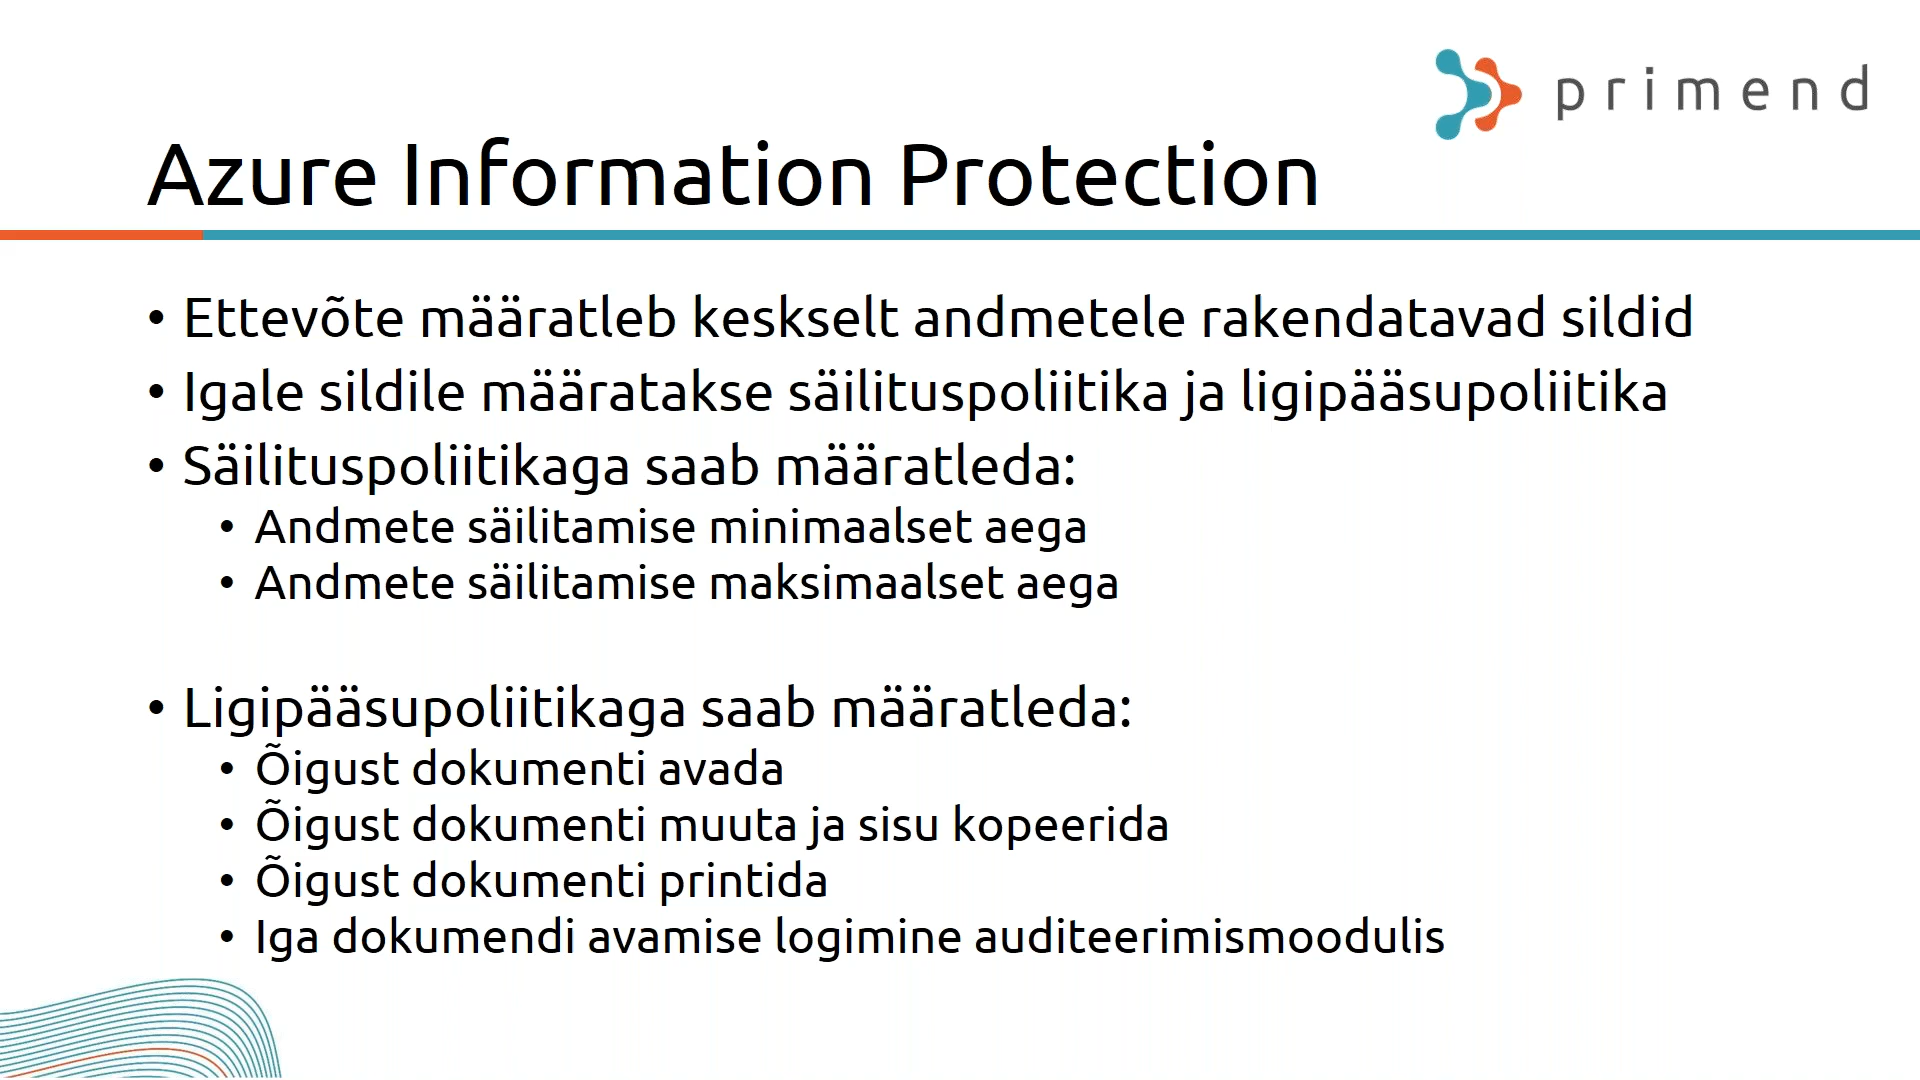 primend
Azure Information Protection
• Ettevõte määratleb keskselt andmetele rakendatavad sildid
• Igale sildile määratakse säilituspoliitika ja ligipääsupoliitika
• Säilituspoliitikaga saab määratleda:
• Andmete säilitamise minimaalset aega
• Andmete säilitamise maksimaalset aega
• Ligipääsupoliitikaga saab määratleda:
• Õigust dokumenti avada
• Õigust dokumenti muuta ja sisu kopeerida
• Õigust dokumenti printida
• Iga dokumendi avamise logimine auditeerimismoodulis